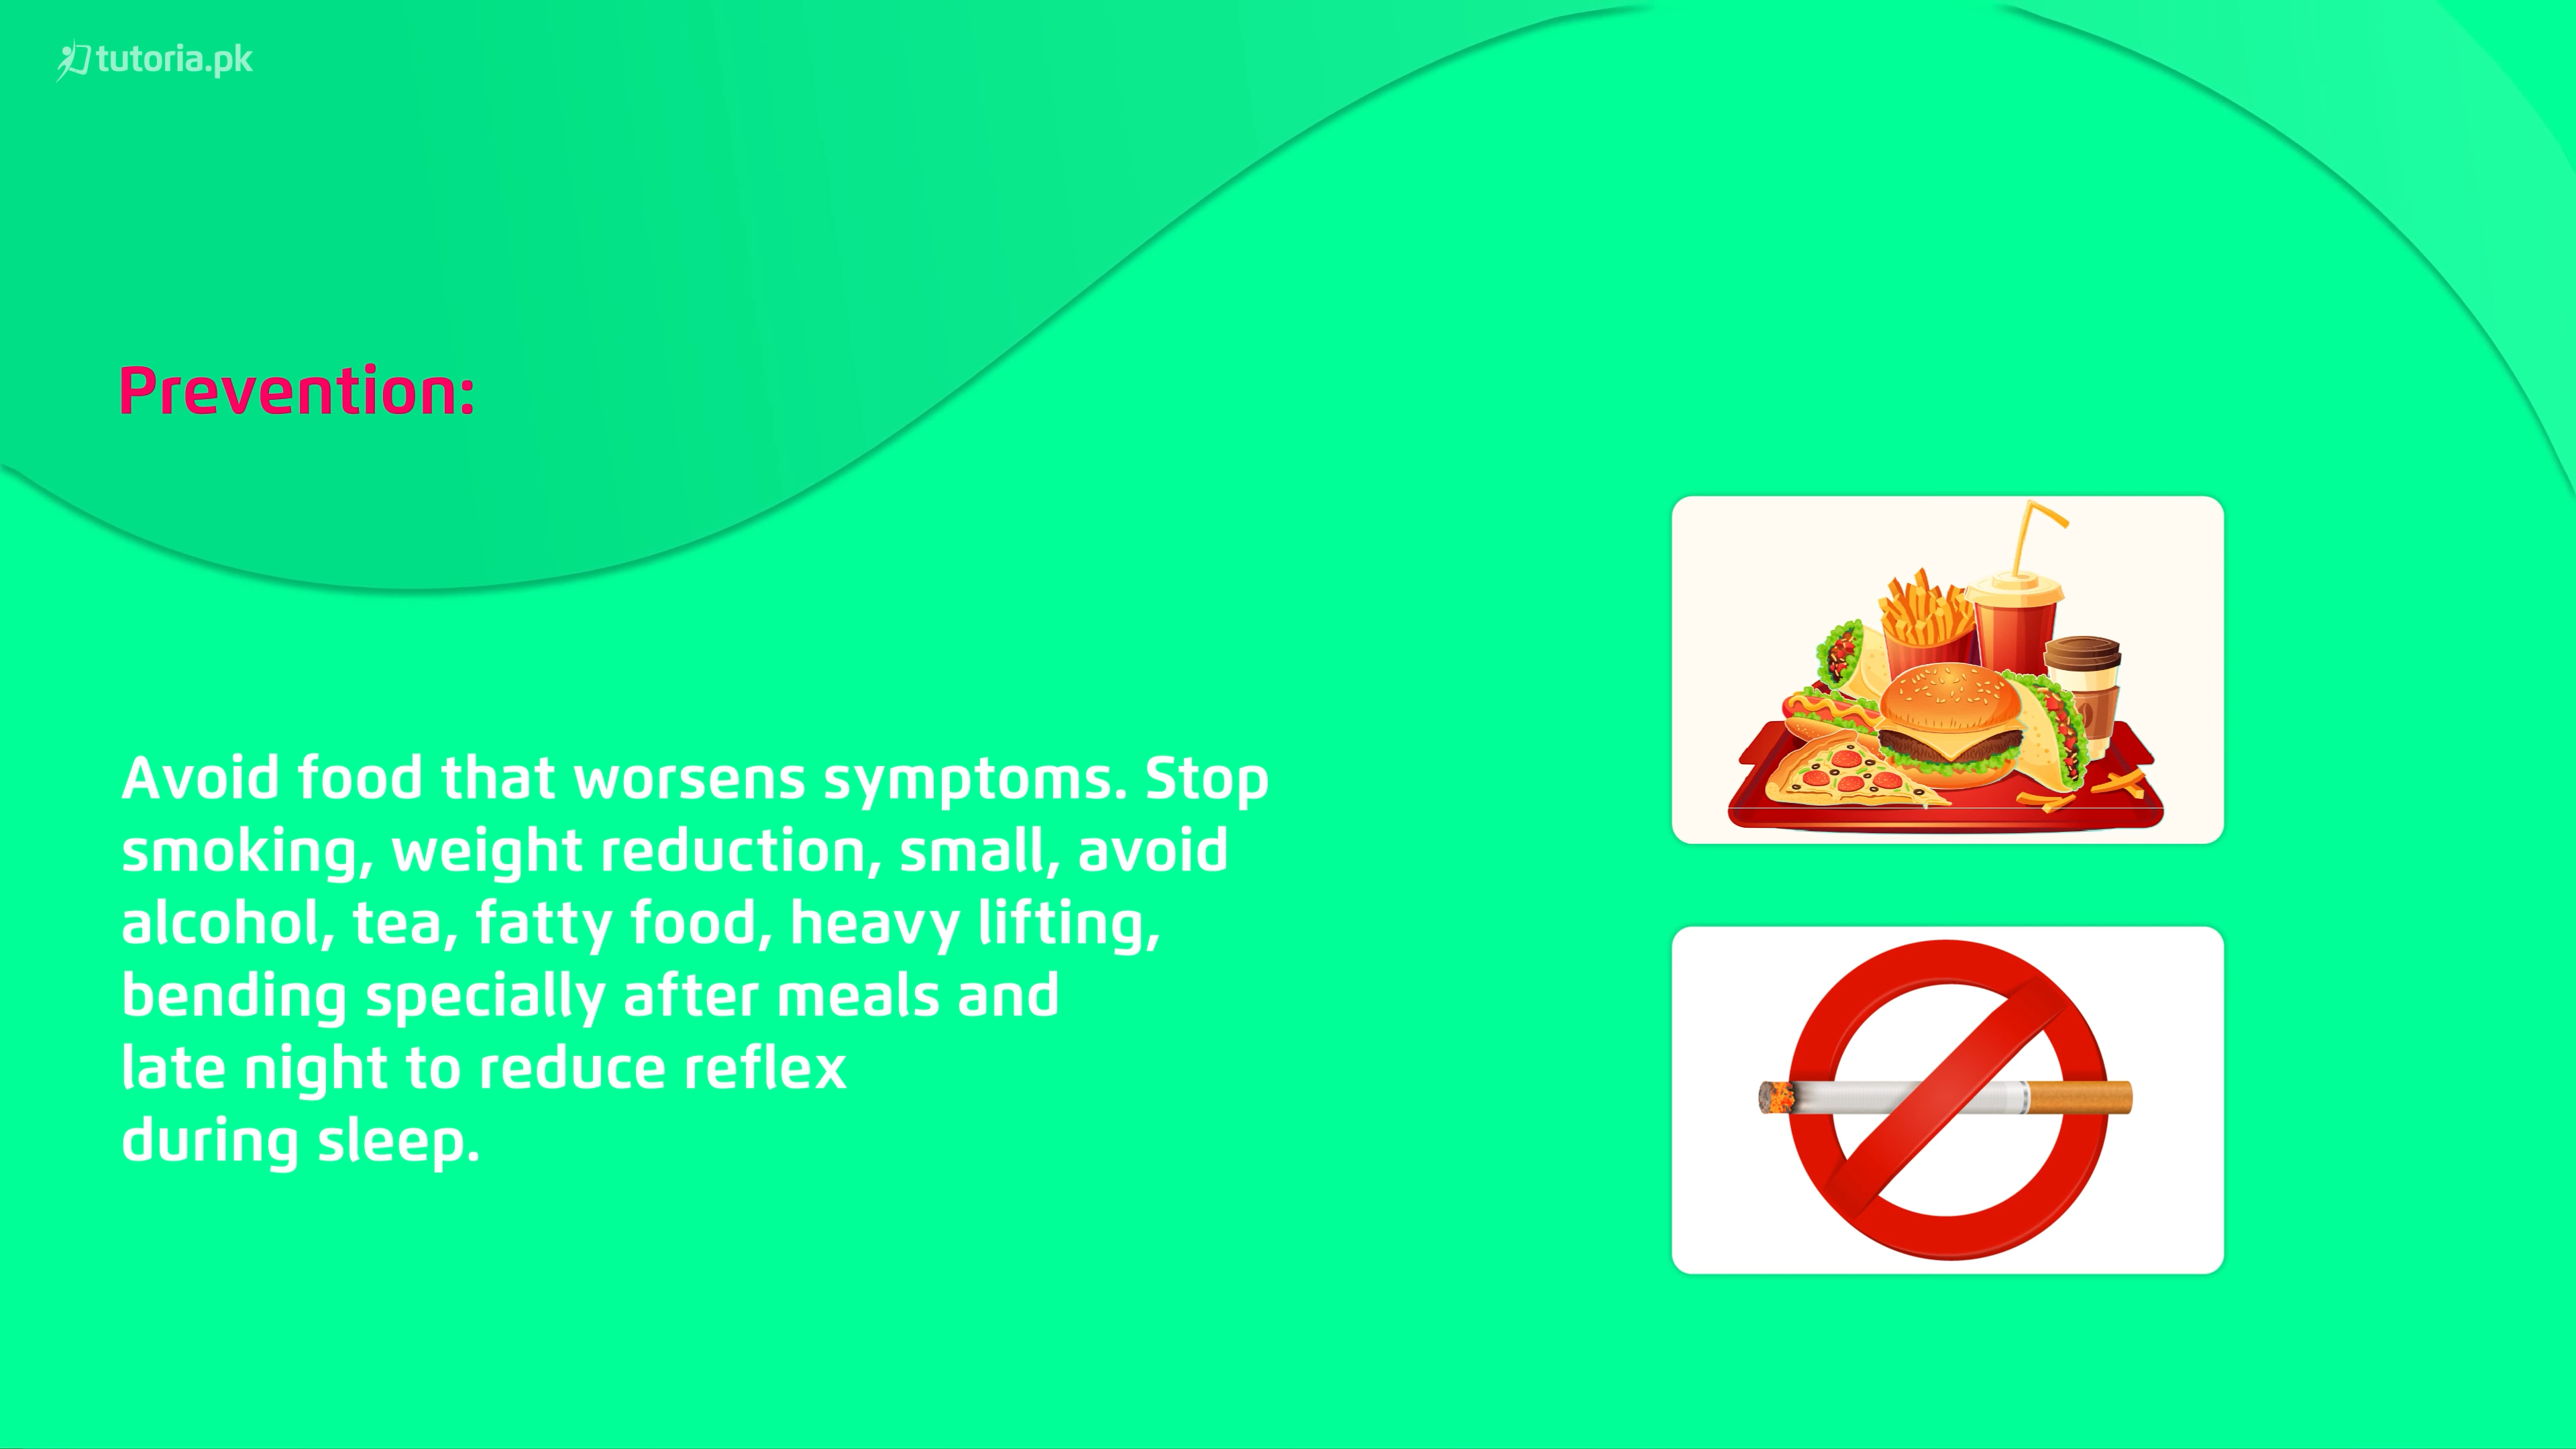 tutoria.pk
Prevention:
Avoid food that worsens symptoms. Stop
smoking, weight reduction, small, avoid
alcohol, tea, fatty food, heavy lifting,
bending specially after meals and
late night to reduce reflex
during sleep.